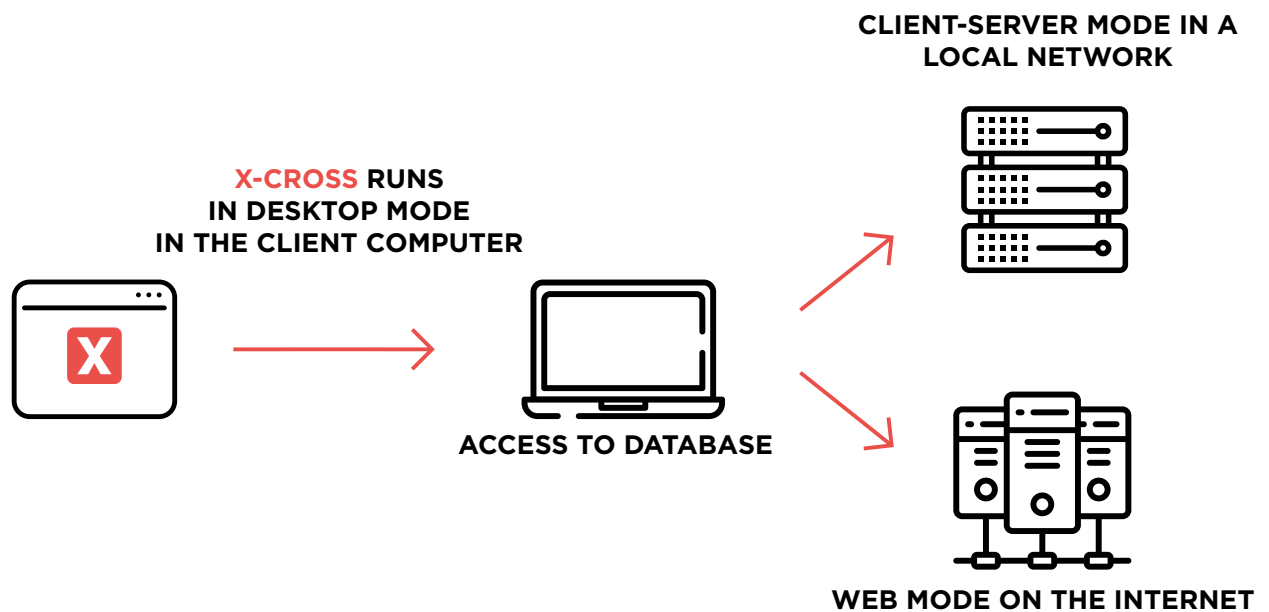 CLIENT-SERVER MODE IN A
LOCAL NETWORK
X-CROSS RUNS
IN DESKTOP MODE
IN THE CLIENT COMPUTER
X
ACCESS TO DATABASE
WEB MODE ON THE INTERNET